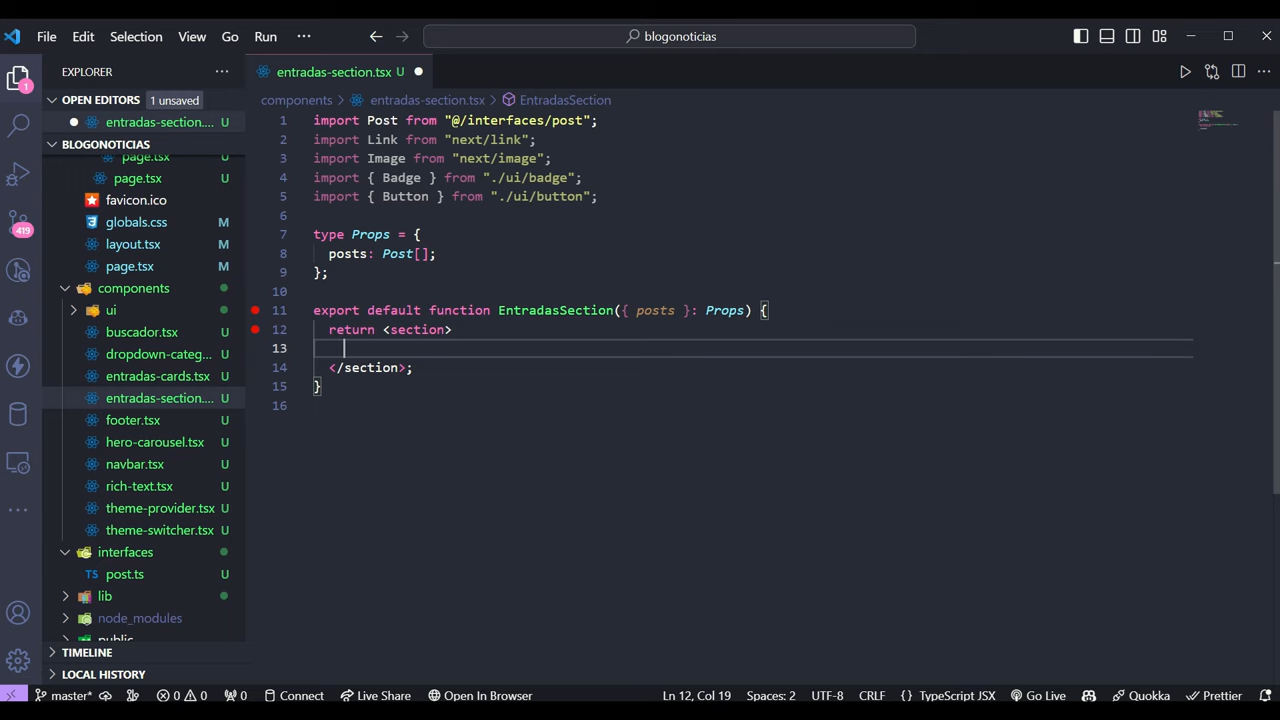 File Edit Selection View Go Run ··· blogonoticias
EXPLORER ···
entradas-section.tsx U
OPEN EDITORS 1 unsaved
components > entradas-section.tsx > EntradasSection
entradas-section.... U
BLOGONOTICIAS
page.tsx U
page.tsx U
favicon.ico
globals.css M
layout.tsx M
page.tsx M
components
ui
buscador.tsx U
dropdown-categ... U
entradas-cards.tsx U
entradas-section.... U
footer.tsx U
hero-carousel.tsx U
navbar.tsx U
rich-text.tsx U
theme-provider.tsx U
theme-switcher.tsx U
interfaces
TS post.ts U
lib
node_modules
public
TIMELINE
LOCAL HISTORY
419
1 import Post from "@/interfaces/post";
2 import Link from "next/link";
3 import Image from "next/image";
4 import { Badge } from "./ui/badge";
5 import { Button } from "./ui/button";
6
7 type Props = {
8 posts: Post[];
9 };
10
11 export default function EntradasSection({ posts }: Props) {
12 return <section>
13
14 </section>;
15 }
16
master* 0 0 0 Connect Live Share Open In Browser Ln 12, Col 19 Spaces: 2 UTF-8 CRLF {} TypeScript JSX Go Live Quokka Prettier